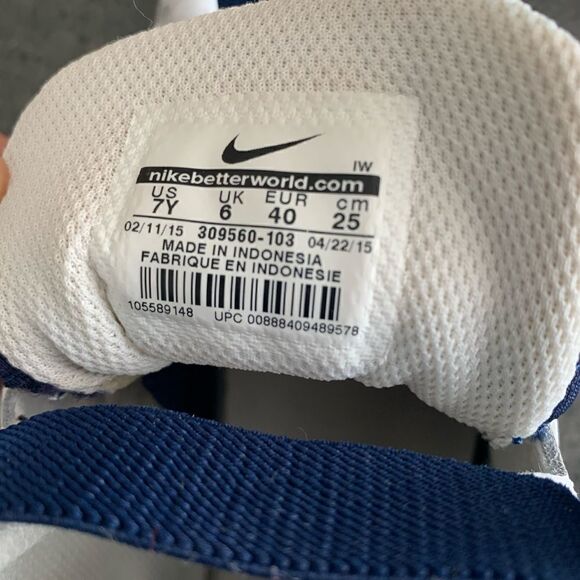 IW
nikebetterworld.com
US UK EUR cm
7Y 6 40 25
02/11/15 309560-103 04/22/15
MADE IN INDONESIA
FABRIQUE EN INDONESIE
105589148 UPC 00888409489578